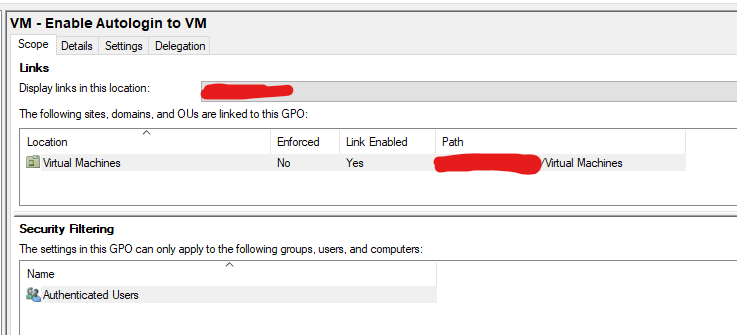 VM - Enable Autologin to VM
Scope Details Settings Delegation
Links
Display links in this location:
The following sites, domains, and OUs are linked to this GPO:
Location Enforced Link Enabled Path
Virtual Machines No Yes /Virtual Machines
Security Filtering
The settings in this GPO can only apply to the following groups, users, and computers:
Name
Authenticated Users